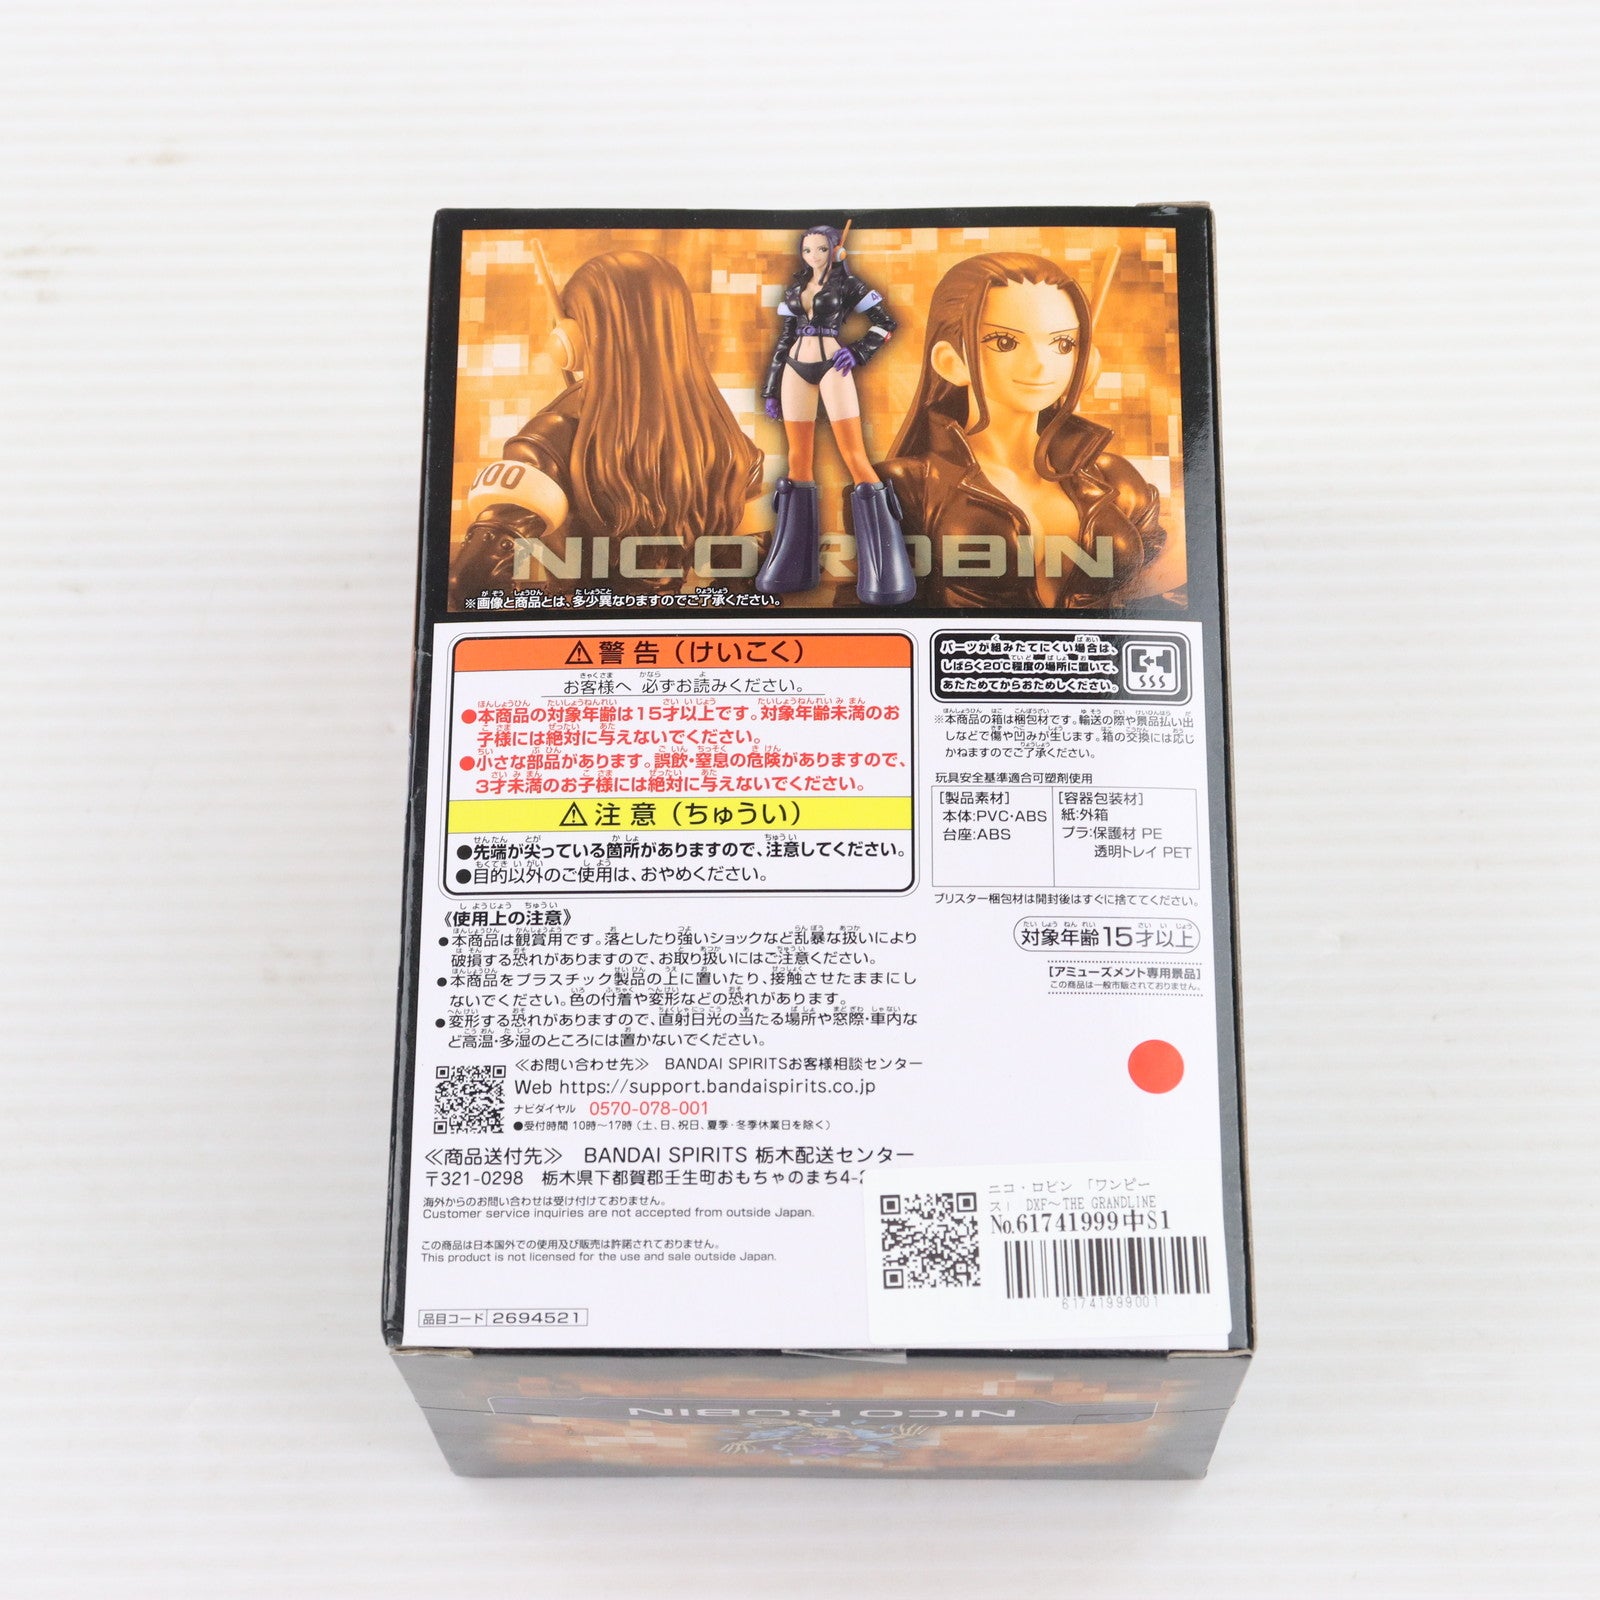 00
4
NICO ROBIN
※画像と商品とは、多少異なりますのでご了承ください。
⚠警告（けいこく）
お客様へ 必ずお読みください。
●本商品の対象年齢は15才以上です。対象年齢未満のお
子様には絶対に与えないでください。
●小さな部品があります。誤飲・窒息の危険がありますので、
3才未満のお子様には絶対に与えないでください。
⚠注意（ちゅうい）
●先端が尖っている箇所がありますので、注意してください。
●目的以外のご使用は、おやめください。
《使用上の注意》
●本商品は観賞用です。落としたり強いショックなど乱暴な扱いにより
破損する恐れがありますので、お取り扱いにはご注意ください。
●本商品をプラスチック製品の上に置いたり、接触させたままにし
ないでください。色の付着や変形などの恐れがあります。
●変形する恐れがありますので、直射日光の当たる場所や窓際・車内な
ど高温・多湿のところには置かないでください。
≪お問い合わせ先≫ BANDAI SPIRITSお客様相談センター
Web https://support.bandaispirits.co.jp
ナビダイヤル 0570-078-001
●受付時間 10時～17時（土、日、祝日、夏季・冬季休業日を除く）
≪商品送付先≫ BANDAI SPIRITS 栃木配送センター
〒321-0298 栃木県下都賀郡壬生町おもちゃのまち4-
海外からのお問い合わせは受け付けておりません。
Customer service inquiries are not accepted from outside Japan.
この商品は日本国外での使用及び販売は許諾されておりません。
This product is not licensed for the use and sale outside Japan.
品目コード 2694521
パーツが組みたてにくい場合は、
しばらく20℃程度の場所に置いて、
あたためてからおためしください。
※本商品の箱は梱包材です。輸送の際や景品払い出
しなどで傷や凹みが生じます。箱の交換には応じ
かねますのでご了承ください。
玩具安全基準適合可塑剤使用
[製品素材]
本体:PVC・ABS
台座:ABS
[容器包装材]
紙:外箱
プラ:保護材 PE
透明トレイ PET
ブリスター梱包材は開封後はすぐに捨ててください。
対象年齢15才以上
[アミューズメント専用景品]
この商品は一般市販されておりません。
ニコ・ロビン 「ワンピー
ス」 DXF～THE GRANDLINE
No.61741999中S1
61741999001
NICO ROBIN